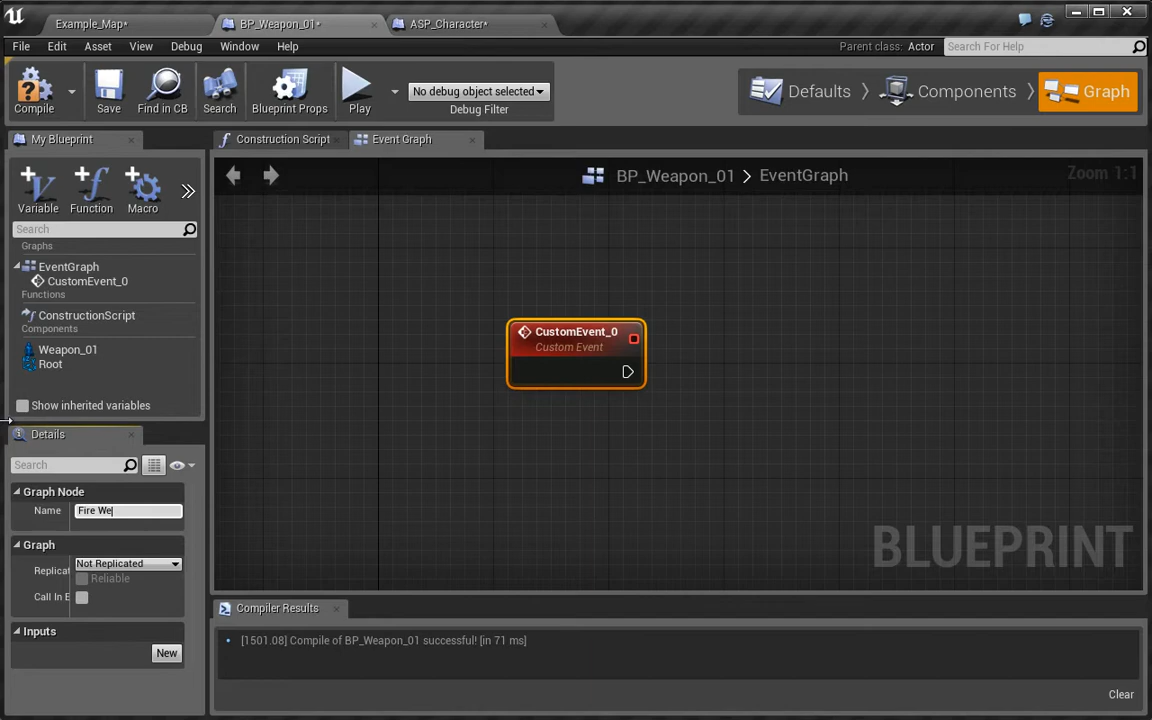 Example_Map*
BP_Weapon_01*
ASP_Character*
File Edit Asset View Debug Window Help
Parent class: Actor
Search For Help
Compile
Save
Find in CB
Search
Blueprint Props
Play
No debug object selected
Debug Filter
Defaults
Components
Graph
My Blueprint
Construction Script
Event Graph
Variable
Function
Macro
BP_Weapon_01 > EventGraph
Zoom 1:1
Search
Graphs
EventGraph
CustomEvent_0
Functions
ConstructionScript
Components
Weapon_01
Root
Show inherited variables
CustomEvent_0
Custom Event
Details
Search
Graph Node
Name
Fire We
Graph
Replicat
Not Replicated
Reliable
Call In E
Inputs
New
BLUEPRINT
Compiler Results
• [1501.08] Compile of BP_Weapon_01 successful! [in 71 ms]
Clear